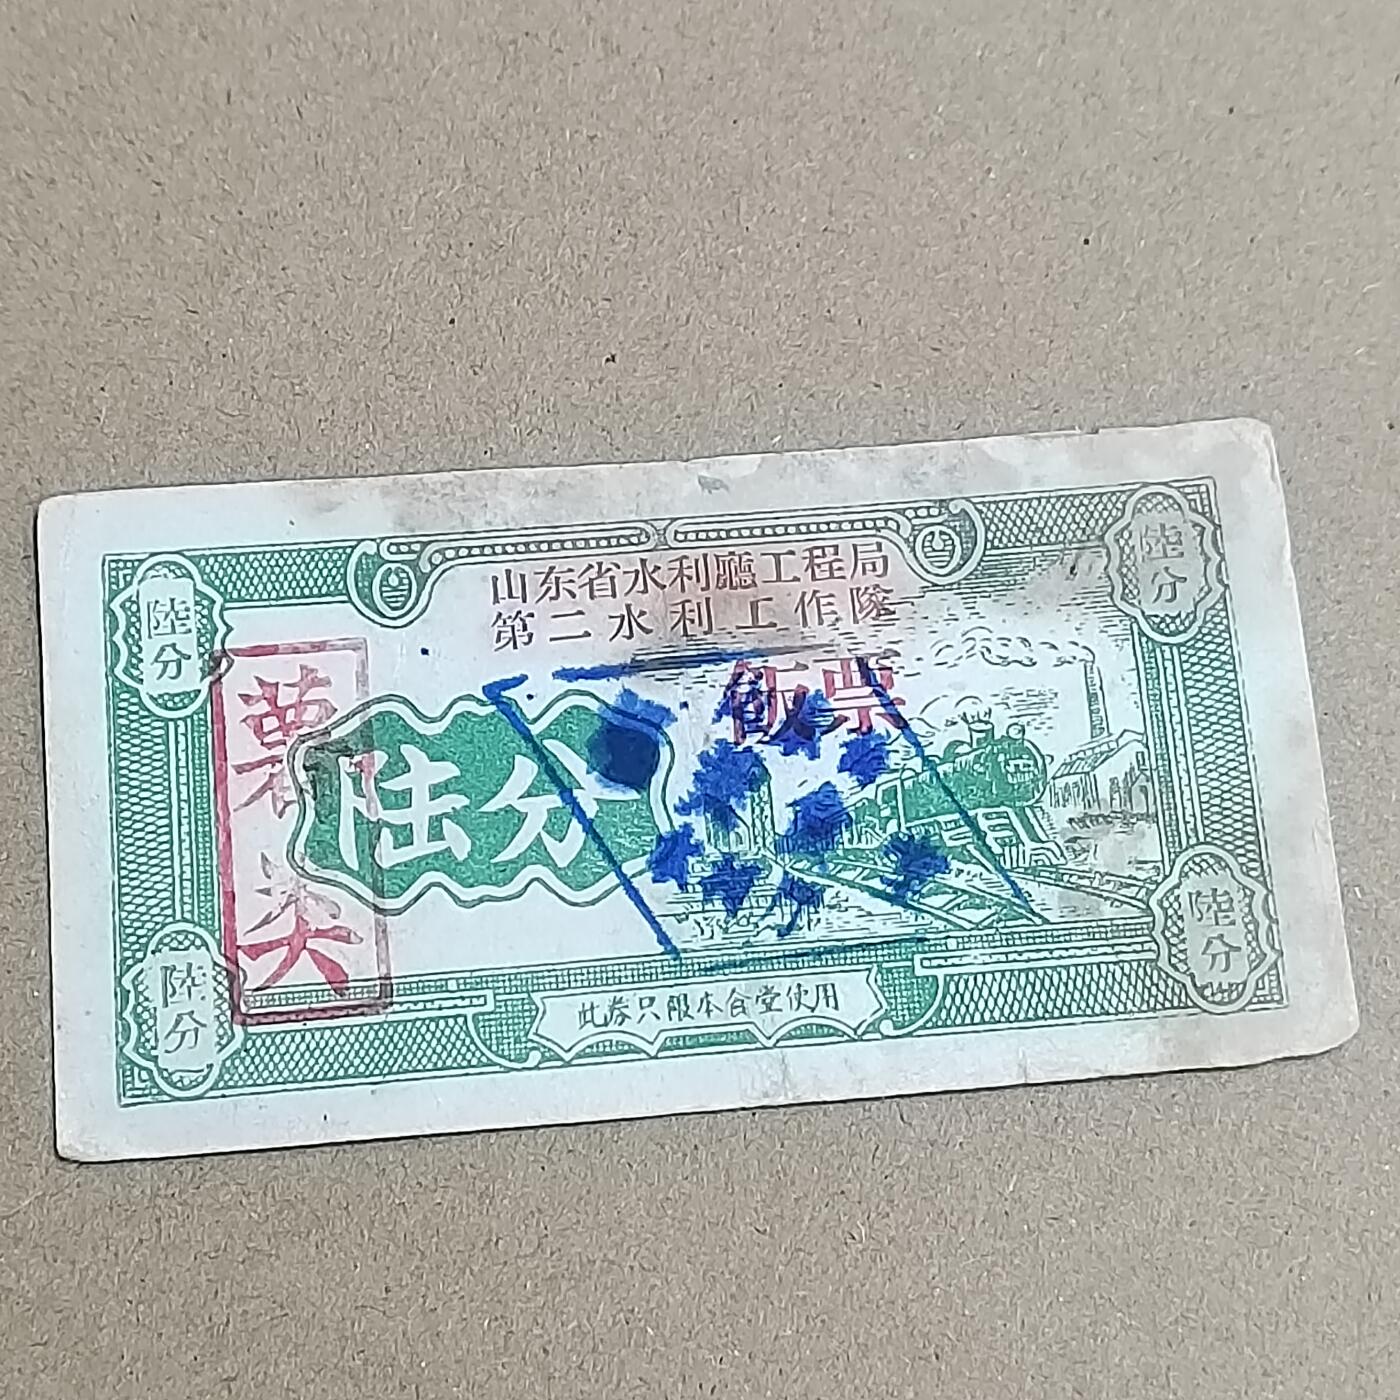 山东省水利廳工程局
第二水利工作隊
飯票
陸分
陸分
陆分
陸分
陸分
此券只限本食堂使用